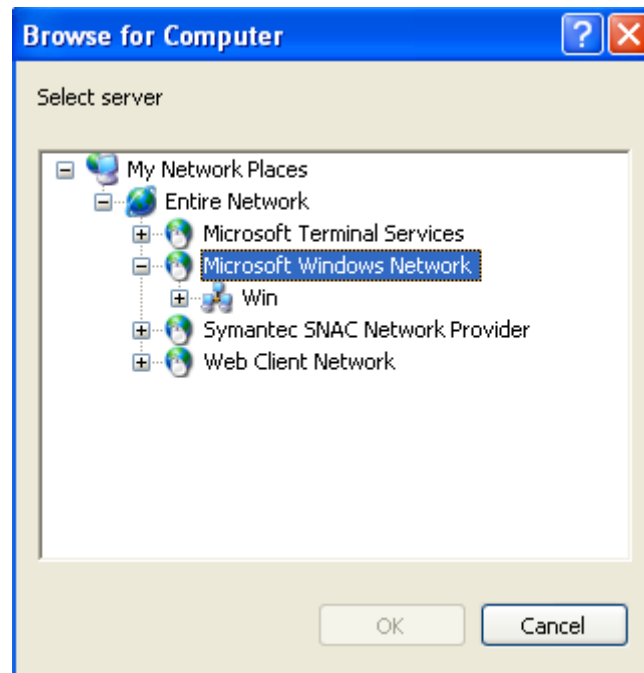 Browse for Computer
Select server
My Network Places
Entire Network
Microsoft Terminal Services
Microsoft Windows Network
Win
Symantec SNAC Network Provider
Web Client Network
OK
Cancel